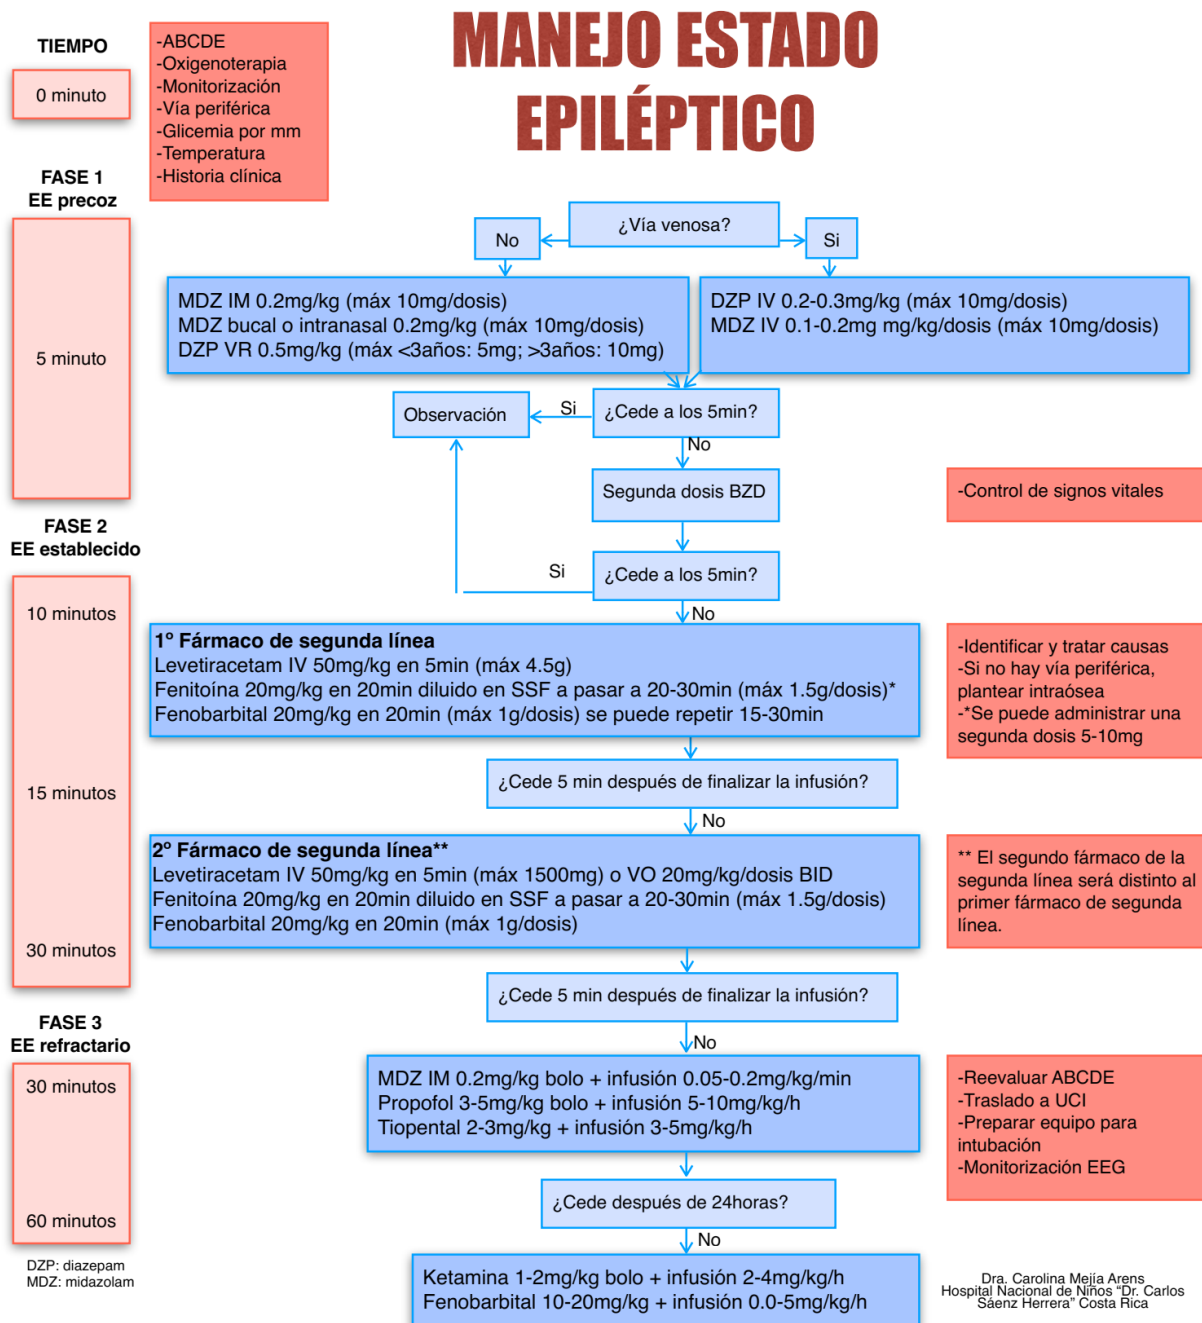 MANEJO ESTADO
EPILÉPTICO
TIEMPO
0 minuto
-ABCDE
-Oxigenoterapia
-Monitorización
-Vía periférica
-Glicemia por mm
-Temperatura
-Historia clínica
FASE 1
EE precoz
5 minuto
¿Vía venosa?
No
Si
MDZ IM 0.2mg/kg (máx 10mg/dosis)
MDZ bucal o intranasal 0.2mg/kg (máx 10mg/dosis)
DZP VR 0.5mg/kg (máx <3años: 5mg; >3años: 10mg)
DZP IV 0.2-0.3mg/kg (máx 10mg/dosis)
MDZ IV 0.1-0.2mg mg/kg/dosis (máx 10mg/dosis)
¿Cede a los 5min?
Si
Observación
No
Segunda dosis BZD
-Control de signos vitales
FASE 2
EE establecido
¿Cede a los 5min?
Si
No
10 minutos
1º Fármaco de segunda línea
Levetiracetam IV 50mg/kg en 5min (máx 4.5g)
Fenitoína 20mg/kg en 20min diluido en SSF a pasar a 20-30min (máx 1.5g/dosis)*
Fenobarbital 20mg/kg en 20min (máx 1g/dosis) se puede repetir 15-30min
-Identificar y tratar causas
-Si no hay vía periférica,
plantear intraósea
-*Se puede administrar una
segunda dosis 5-10mg
15 minutos
¿Cede 5 min después de finalizar la infusión?
No
2º Fármaco de segunda línea**
Levetiracetam IV 50mg/kg en 5min (máx 1500mg) o VO 20mg/kg/dosis BID
Fenitoína 20mg/kg en 20min diluido en SSF a pasar a 20-30min (máx 1.5g/dosis)
Fenobarbital 20mg/kg en 20min (máx 1g/dosis)
** El segundo fármaco de la
segunda línea será distinto al
primer fármaco de segunda
línea.
30 minutos
¿Cede 5 min después de finalizar la infusión?
No
FASE 3
EE refractario
30 minutos
MDZ IM 0.2mg/kg bolo + infusión 0.05-0.2mg/kg/min
Propofol 3-5mg/kg bolo + infusión 5-10mg/kg/h
Tiopental 2-3mg/kg + infusión 3-5mg/kg/h
-Reevaluar ABCDE
-Traslado a UCI
-Preparar equipo para
intubación
-Monitorización EEG
60 minutos
¿Cede después de 24horas?
No
Ketamina 1-2mg/kg bolo + infusión 2-4mg/kg/h
Fenobarbital 10-20mg/kg + infusión 0.0-5mg/kg/h
DZP: diazepam
MDZ: midazolam
Dra. Carolina Mejía Arens
Hospital Nacional de Niños “Dr. Carlos
Sáenz Herrera” Costa Rica